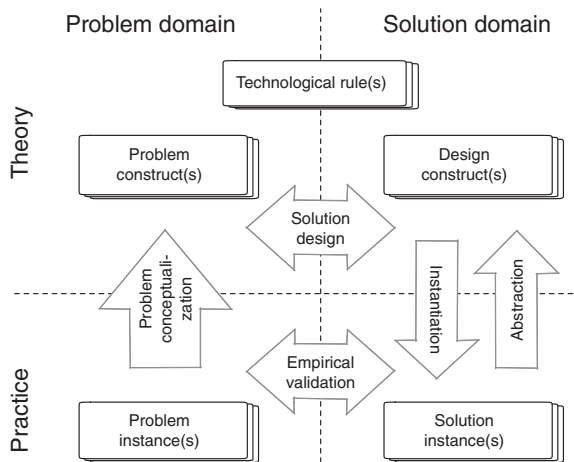 Problem domain
Solution domain
Technological rule(s)
Theory
Problem
construct(s)
Design
construct(s)
Solution
design
Problem
conceptuali-
zation
Instantiation
Abstraction
Empirical
validation
Practice
Problem
instance(s)
Solution
instance(s)